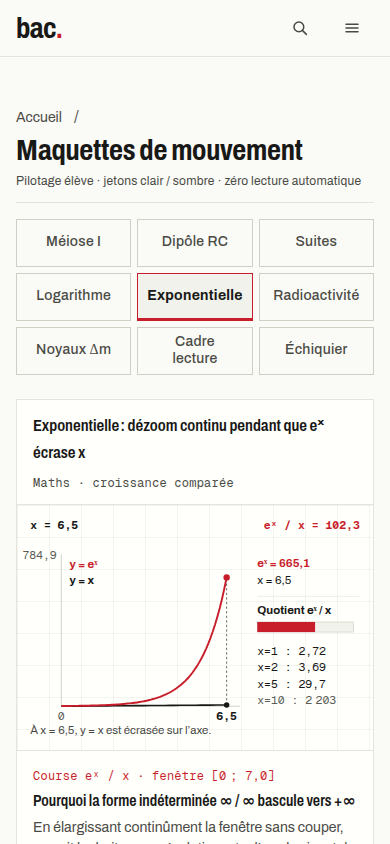 bac.
Accueil /
Maquettes de mouvement
Pilotage élève · jetons clair / sombre · zéro lecture automatique
Méiose I
Dipôle RC
Suites
Logarithme
Exponentielle
Radioactivité
Noyaux Δm
Cadre
lecture
Échiquier
Exponentielle : dézoom continu pendant que eˣ
écrase x
Maths · croissance comparée
x = 6,5
eˣ / x = 102,3
784,9
y = eˣ
y = x
0
6,5
À x = 6,5, y = x est écrasée sur l'axe.
eˣ = 665,1
x = 6,5
Quotient eˣ / x
x=1 : 2,72
x=2 : 3,69
x=5 : 29,7
x=10 : 2 203
Course eˣ / x · fenêtre [0 ; 7,0]
Pourquoi la forme indéterminée ∞ / ∞ bascule vers +∞
En élargissant continûment la fenêtre sans couper,